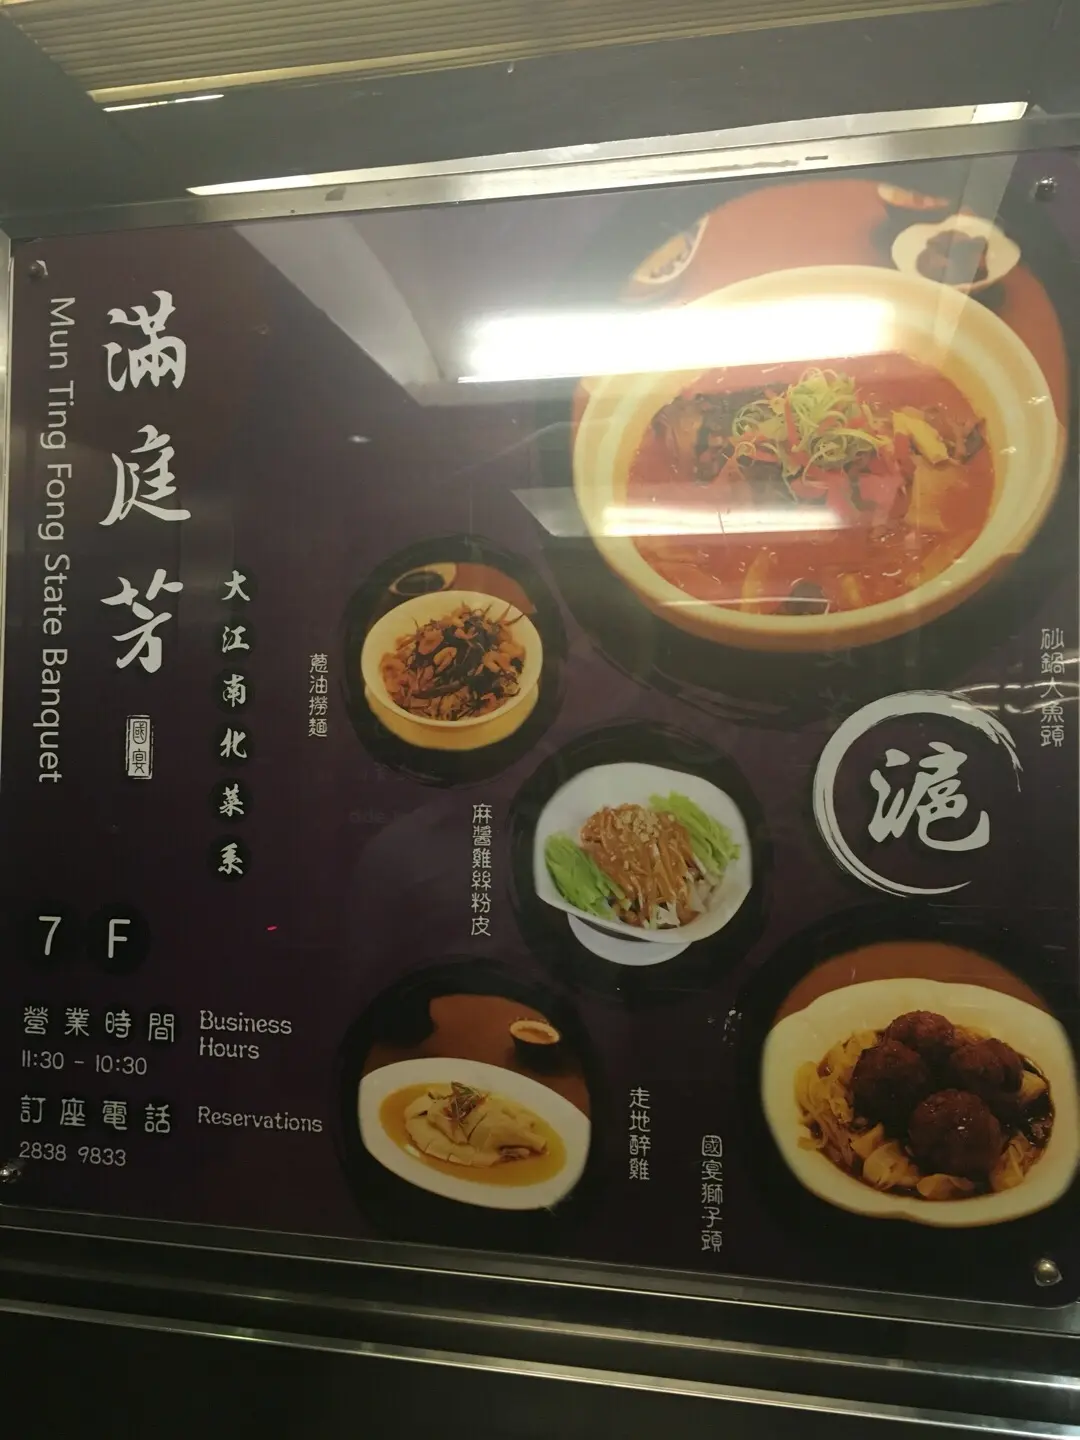 滿庭芳
國宴
Mun Ting Fong State Banquet
大江南北菜系
7F
營業時間 Business Hours
11:30 - 10:30
訂座電話 Reservations
2838 9833
蔥油撈麵
麻醬雞絲粉皮
走地醉雞
國宴獅子頭
滬
砂鍋大魚頭